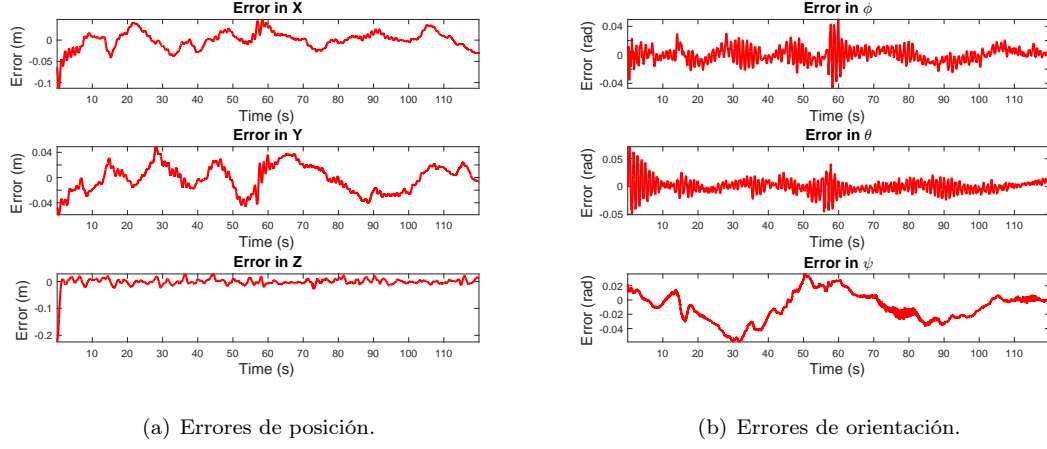 Error in X
Error (m)
0
-0.05
-0.1
10 20 30 40 50 60 70 80 90 100 110
Time (s)
Error in Y
Error (m)
0.04
0
-0.04
10 20 30 40 50 60 70 80 90 100 110
Time (s)
Error in Z
Error (m)
0
-0.1
-0.2
10 20 30 40 50 60 70 80 90 100 110
Time (s)
(a) Errores de posición.
Error in ϕ
Error (rad)
0.04
0
-0.04
10 20 30 40 50 60 70 80 90 100 110
Time (s)
Error in θ
Error (rad)
0.05
0
-0.05
10 20 30 40 50 60 70 80 90 100 110
Time (s)
Error in ψ
Error (rad)
0.02
0
-0.02
-0.04
10 20 30 40 50 60 70 80 90 100 110
Time (s)
(b) Errores de orientación.